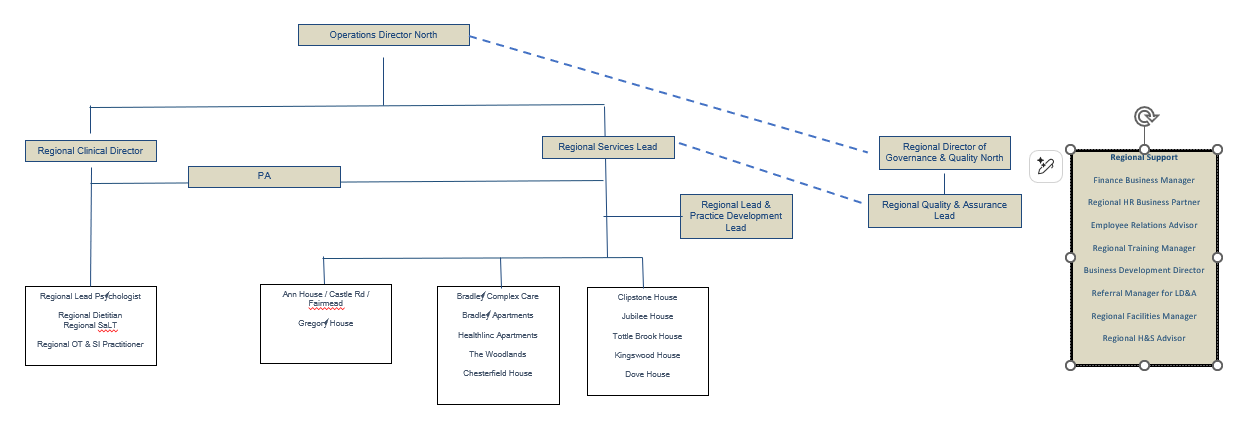 Operations Director North
Regional Clinical Director
Regional Services Lead
Regional Director of
Governance & Quality North
PA
Regional Lead &
Practice Development
Lead
Regional Quality & Assurance
Lead
Regional Lead Psychologist
Regional Dietitian
Regional SaLT
Regional OT & SI Practitioner
Ann House / Castle Rd /
Fairmead
Gregory House
Bradley Complex Care
Bradley Apartments
Healthlinc Apartments
The Woodlands
Chesterfield House
Clipstone House
Jubilee House
Tottle Brook House
Kingswood House
Dove House
Regional Support
Finance Business Manager
Regional HR Business Partner
Employee Relations Advisor
Regional Training Manager
Business Development Director
Referral Manager for LD&A
Regional Facilities Manager
Regional H&S Advisor